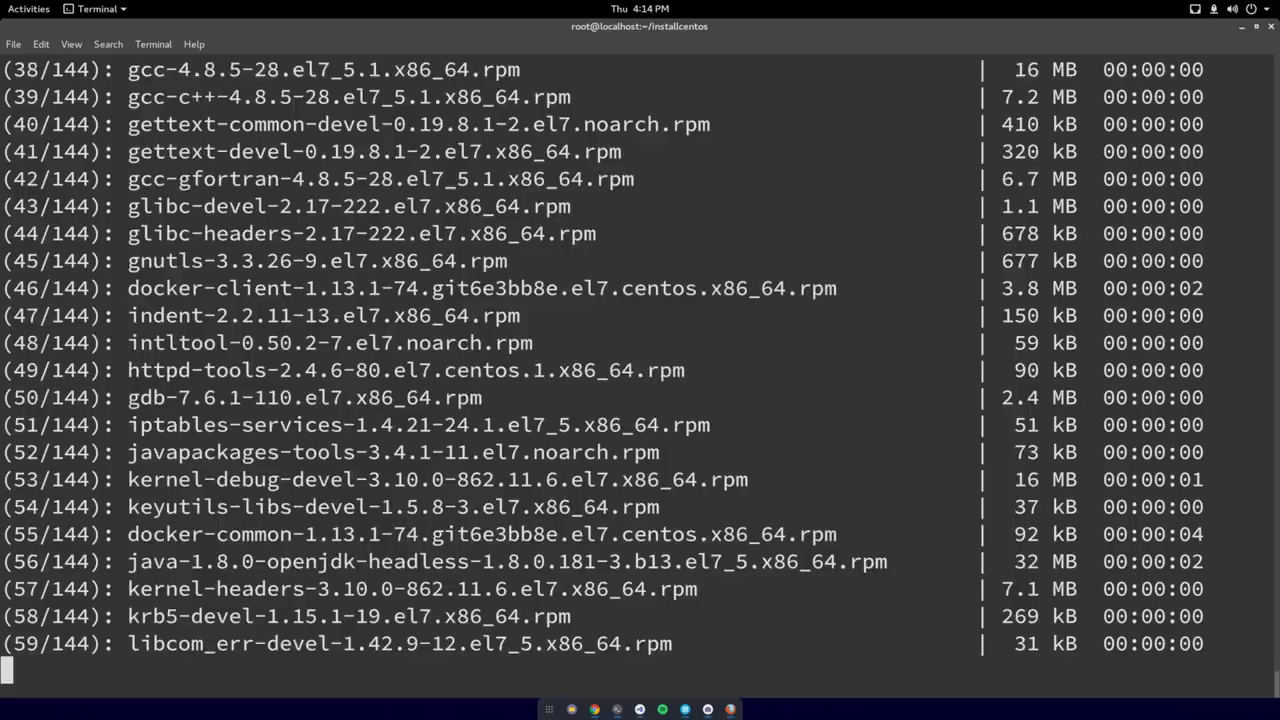 Activities Terminal Thu 4:14 PM
root@localhost:~/installcentos
File Edit View Search Terminal Help
(38/144): gcc-4.8.5-28.el7_5.1.x86_64.rpm | 16 MB 00:00:00
(39/144): gcc-c++-4.8.5-28.el7_5.1.x86_64.rpm | 7.2 MB 00:00:00
(40/144): gettext-common-devel-0.19.8.1-2.el7.noarch.rpm | 410 kB 00:00:00
(41/144): gettext-devel-0.19.8.1-2.el7.x86_64.rpm | 320 kB 00:00:00
(42/144): gcc-gfortran-4.8.5-28.el7_5.1.x86_64.rpm | 6.7 MB 00:00:00
(43/144): glibc-devel-2.17-222.el7.x86_64.rpm | 1.1 MB 00:00:00
(44/144): glibc-headers-2.17-222.el7.x86_64.rpm | 678 kB 00:00:00
(45/144): gnutls-3.3.26-9.el7.x86_64.rpm | 677 kB 00:00:00
(46/144): docker-client-1.13.1-74.git6e3bb8e.el7.centos.x86_64.rpm | 3.8 MB 00:00:02
(47/144): indent-2.2.11-13.el7.x86_64.rpm | 150 kB 00:00:00
(48/144): intltool-0.50.2-7.el7.noarch.rpm | 59 kB 00:00:00
(49/144): httpd-tools-2.4.6-80.el7.centos.1.x86_64.rpm | 90 kB 00:00:00
(50/144): gdb-7.6.1-110.el7.x86_64.rpm | 2.4 MB 00:00:00
(51/144): iptables-services-1.4.21-24.1.el7_5.x86_64.rpm | 51 kB 00:00:00
(52/144): javapackages-tools-3.4.1-11.el7.noarch.rpm | 73 kB 00:00:00
(53/144): kernel-debug-devel-3.10.0-862.11.6.el7.x86_64.rpm | 16 MB 00:00:01
(54/144): keyutils-libs-devel-1.5.8-3.el7.x86_64.rpm | 37 kB 00:00:00
(55/144): docker-common-1.13.1-74.git6e3bb8e.el7.centos.x86_64.rpm | 92 kB 00:00:04
(56/144): java-1.8.0-openjdk-headless-1.8.0.181-3.b13.el7_5.x86_64.rpm | 32 MB 00:00:02
(57/144): kernel-headers-3.10.0-862.11.6.el7.x86_64.rpm | 7.1 MB 00:00:00
(58/144): krb5-devel-1.15.1-19.el7.x86_64.rpm | 269 kB 00:00:00
(59/144): libcom_err-devel-1.42.9-12.el7_5.x86_64.rpm | 31 kB 00:00:00